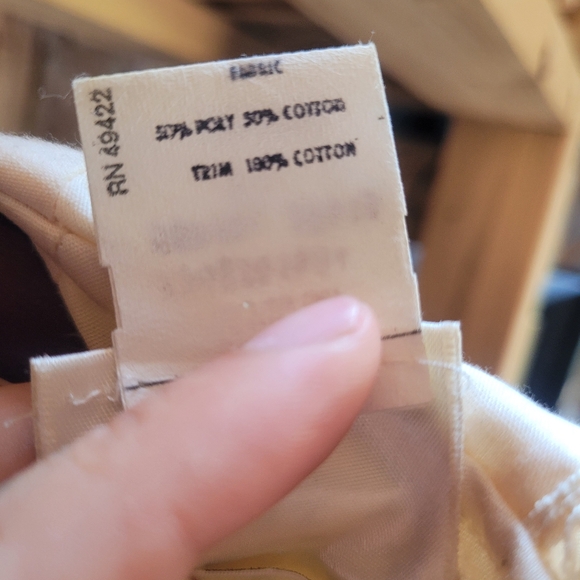 FABRIC
50% POLY 50% COTTON
TRIM 100% COTTON
RN 49422